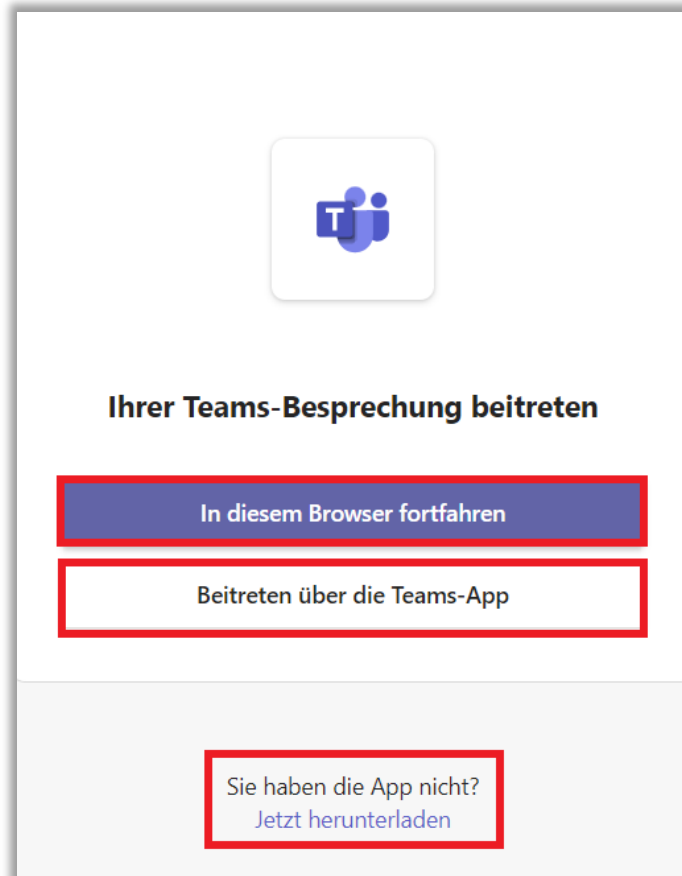 T
Ihrer Teams-Besprechung beitreten
In diesem Browser fortfahren
Beitreten über die Teams-App
Sie haben die App nicht?
Jetzt herunterladen